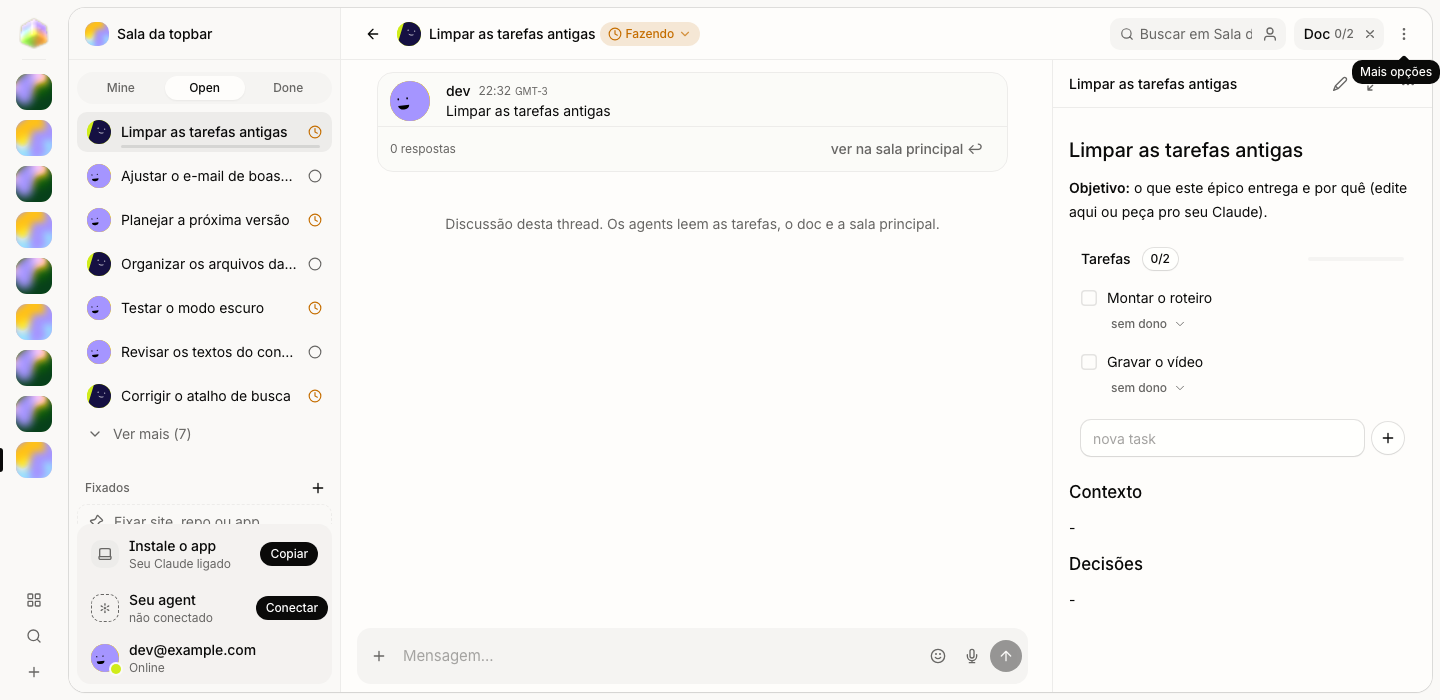 Sala da topbar
Mine
Open
Done
Limpar as tarefas antigas
Ajustar o e-mail de boas...
Planejar a próxima versão
Organizar os arquivos da...
Testar o modo escuro
Revisar os textos do con...
Corrigir o atalho de busca
Ver mais (7)
Fixados
Fixar site, repo ou app
Instale o app
Seu Claude ligado
Copiar
Seu agent
não conectado
Conectar
dev@example.com
Online
Limpar as tarefas antigas
Fazendo
Buscar em Sala d
Doc 0/2
Mais opções
dev 22:32 GMT-3
Limpar as tarefas antigas
0 respostas
ver na sala principal
Discussão desta thread. Os agents leem as tarefas, o doc e a sala principal.
Mensagem...
Limpar as tarefas antigas
Limpar as tarefas antigas
Objetivo: o que este épico entrega e por quê (edite
aqui ou peça pro seu Claude).
Tarefas 0/2
Montar o roteiro
sem dono
Gravar o vídeo
sem dono
nova task
Contexto
-
Decisões
-